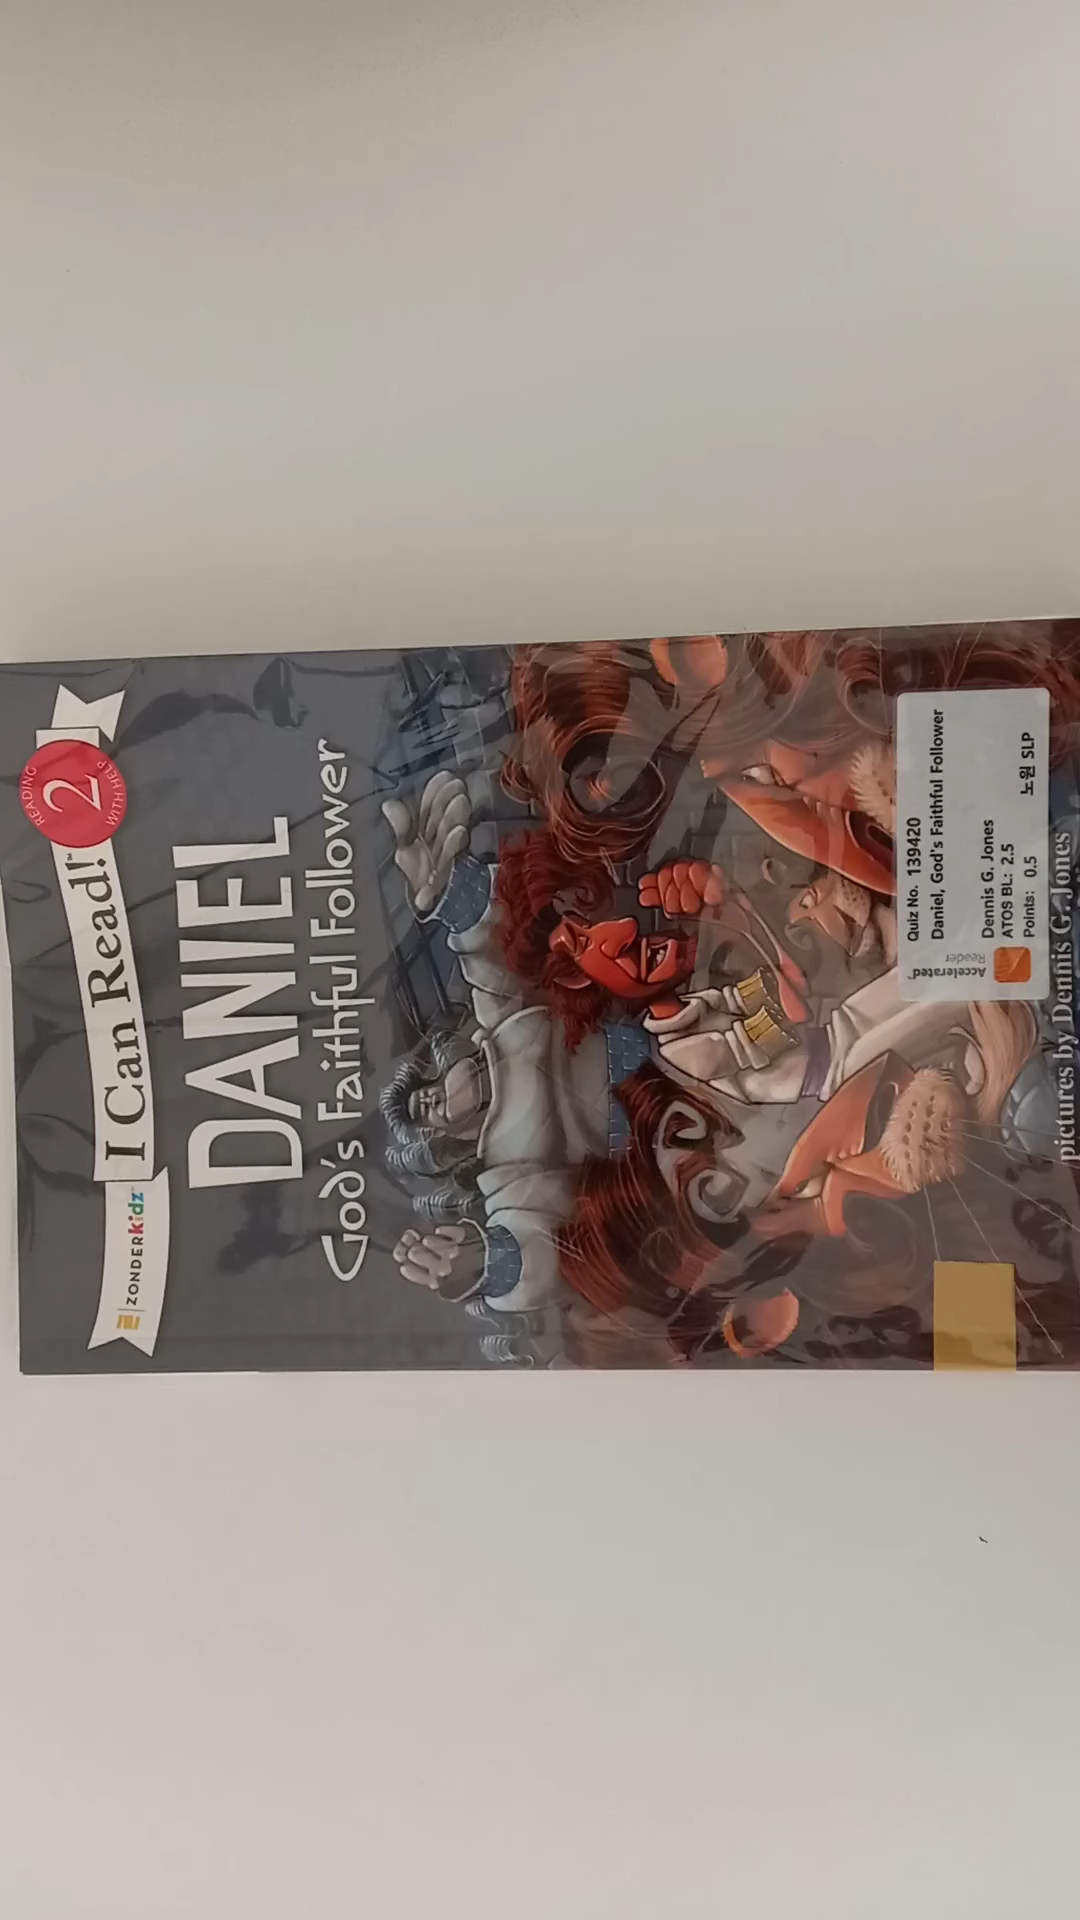 ZONDERkidz
I Can Read!™
READING
2
WITH HELP
DANIEL
God's Faithful Follower
Accelerated
Reader
Quiz No. 139420
Daniel, God's Faithful Follower
Dennis G. Jones
ATOS BL: 2.5
Points: 0.5
노원 SLP
pictures by Dennis G. Jones